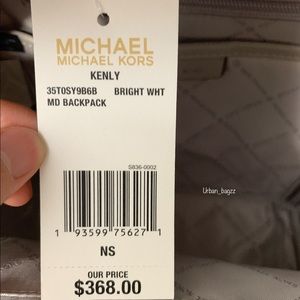 MICHAEL
MICHAEL KORS
KENLY
35T0SY9B6B BRIGHT WHT
MD BACKPACK
S836-0002
1 93599 75627 1
NS
OUR PRICE
$368.00
Urban_bagzz